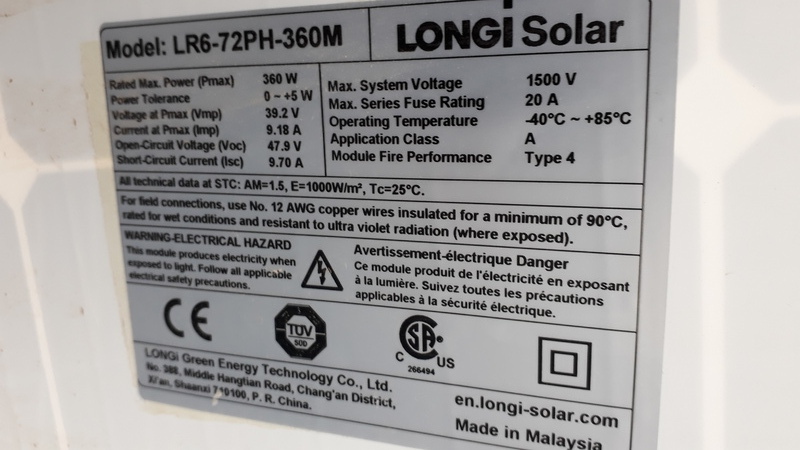 Model: LR6-72PH-360M
LONGi Solar
Rated Max. Power (Pmax) 360 W
Power Tolerance 0 ~ +5 W
Voltage at Pmax (Vmp) 39.2 V
Current at Pmax (Imp) 9.18 A
Open-Circuit Voltage (Voc) 47.9 V
Short-Circuit Current (Isc) 9.70 A
Max. System Voltage 1500 V
Max. Series Fuse Rating 20 A
Operating Temperature -40°C ~ +85°C
Application Class A
Module Fire Performance Type 4
All technical data at STC: AM=1.5, E=1000W/m², Tc=25°C.
For field connections, use No. 12 AWG copper wires insulated for a minimum of 90°C,
rated for wet conditions and resistant to ultra violet radiation (where exposed).
WARNING-ELECTRICAL HAZARD
This module produces electricity when
exposed to light. Follow all applicable
electrical safety precautions.
Avertissement-électrique Danger
Ce module produit de l'électricité en exposant
à la lumière. Suivez toutes les précautions
applicables à la sécurité électrique.
CE
TÜV
SÜD
C SA US
266494
LONGi Green Energy Technology Co., Ltd.
No. 388, Middle Hangtian Road, Chang'an District,
Xi'an, Shaanxi 710100, P. R. China.
en.longi-solar.com
Made in Malaysia